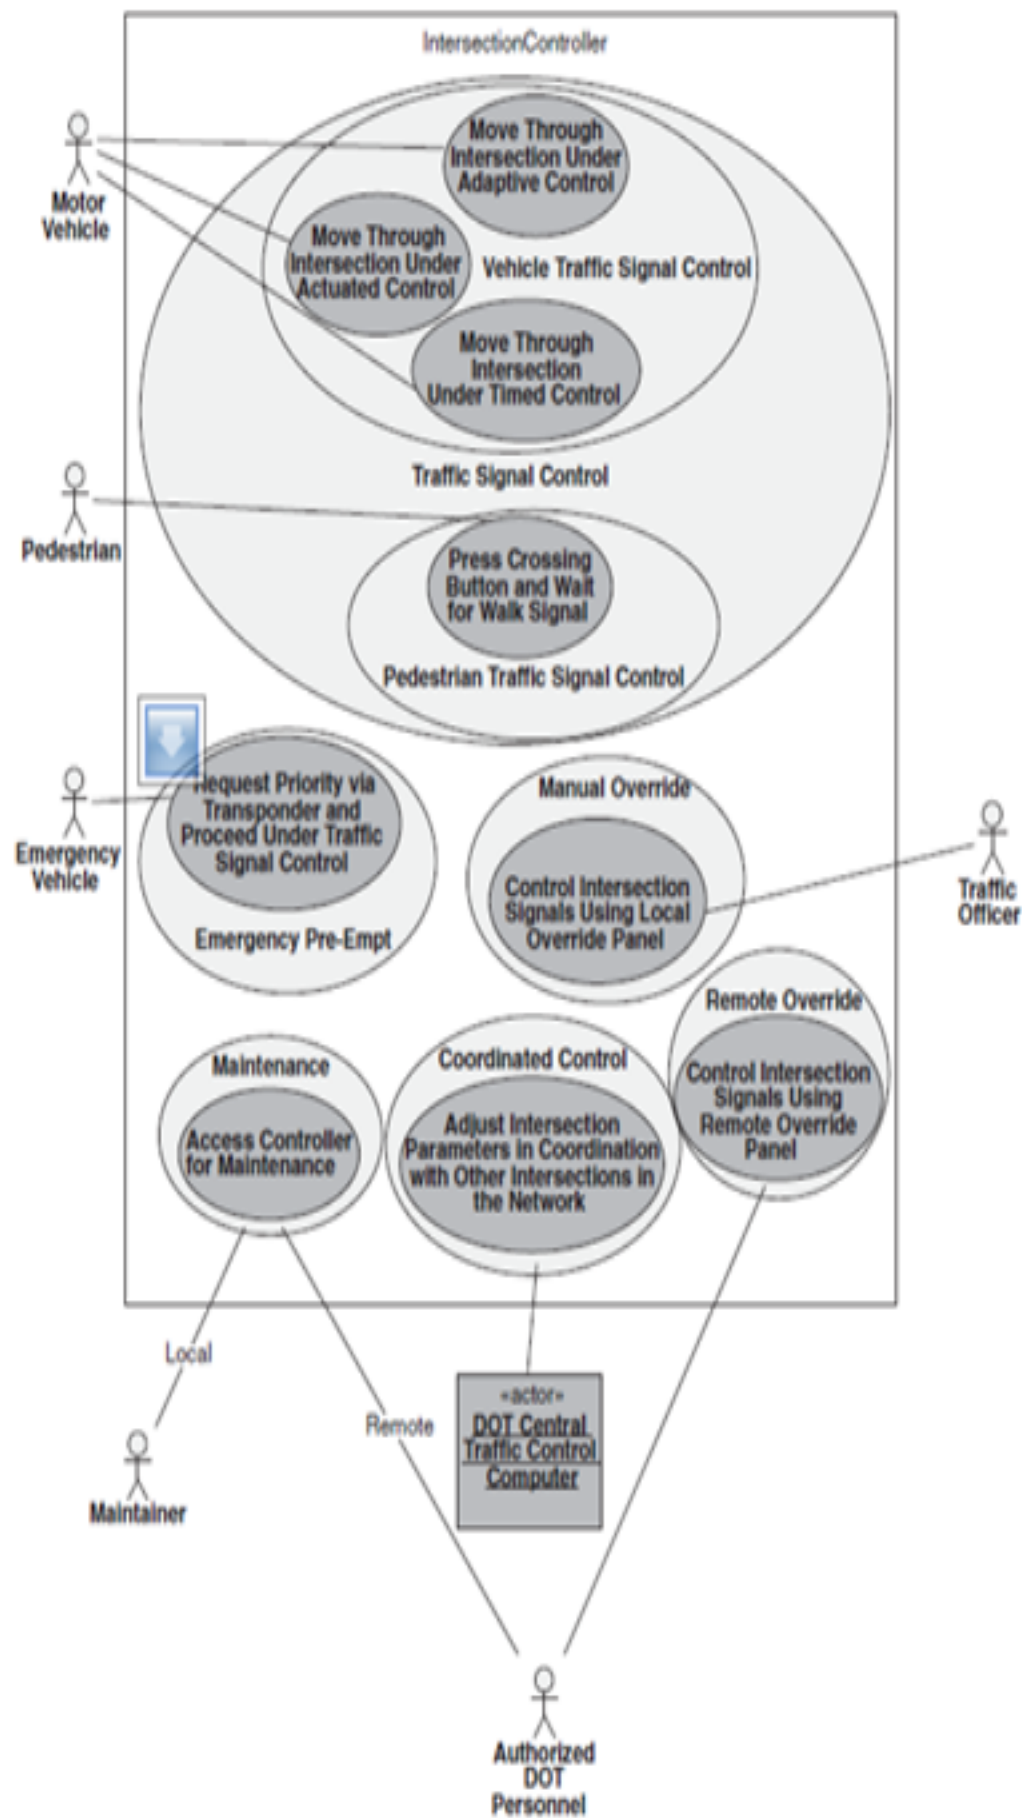 IntersectionController
Move Through
Intersection Under
Adaptive Control
Motor
Vehicle
Move Through
Intersection Under
Actuated Control
Vehicle Traffic Signal Control
Move Through
Intersection
Under Timed Control
Traffic Signal Control
Pedestrian
Press Crossing
Button and Wait
for Walk Signal
Pedestrian Traffic Signal Control
Request Priority via
Transponder and
Proceed Under Traffic
Signal Control
Emergency
Vehicle
Emergency Pre-Empt
Manual Override
Control Intersection
Signals Using Local
Override Panel
Traffic
Officer
Remote Override
Control Intersection
Signals Using
Remote Override
Panel
Maintenance
Access Controller
for Maintenance
Coordinated Control
Adjust Intersection
Parameters in Coordination
with Other Intersections in
the Network
Local
Maintainer
Remote
«actor»
DOT Central
Traffic Control
Computer
Authorized
DOT
Personnel